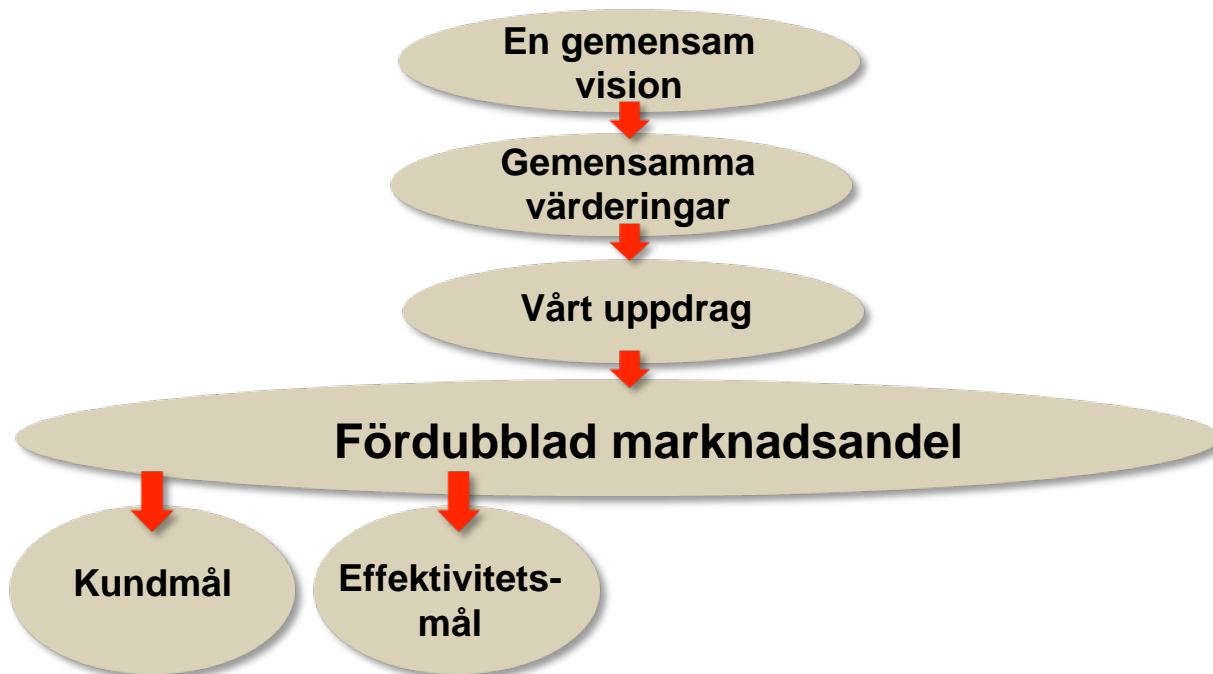 En gemensam
vision
Gemensamma
värderingar
Vårt uppdrag
Fördubblad marknadsandel
Kundmål
Effektivitets-
mål